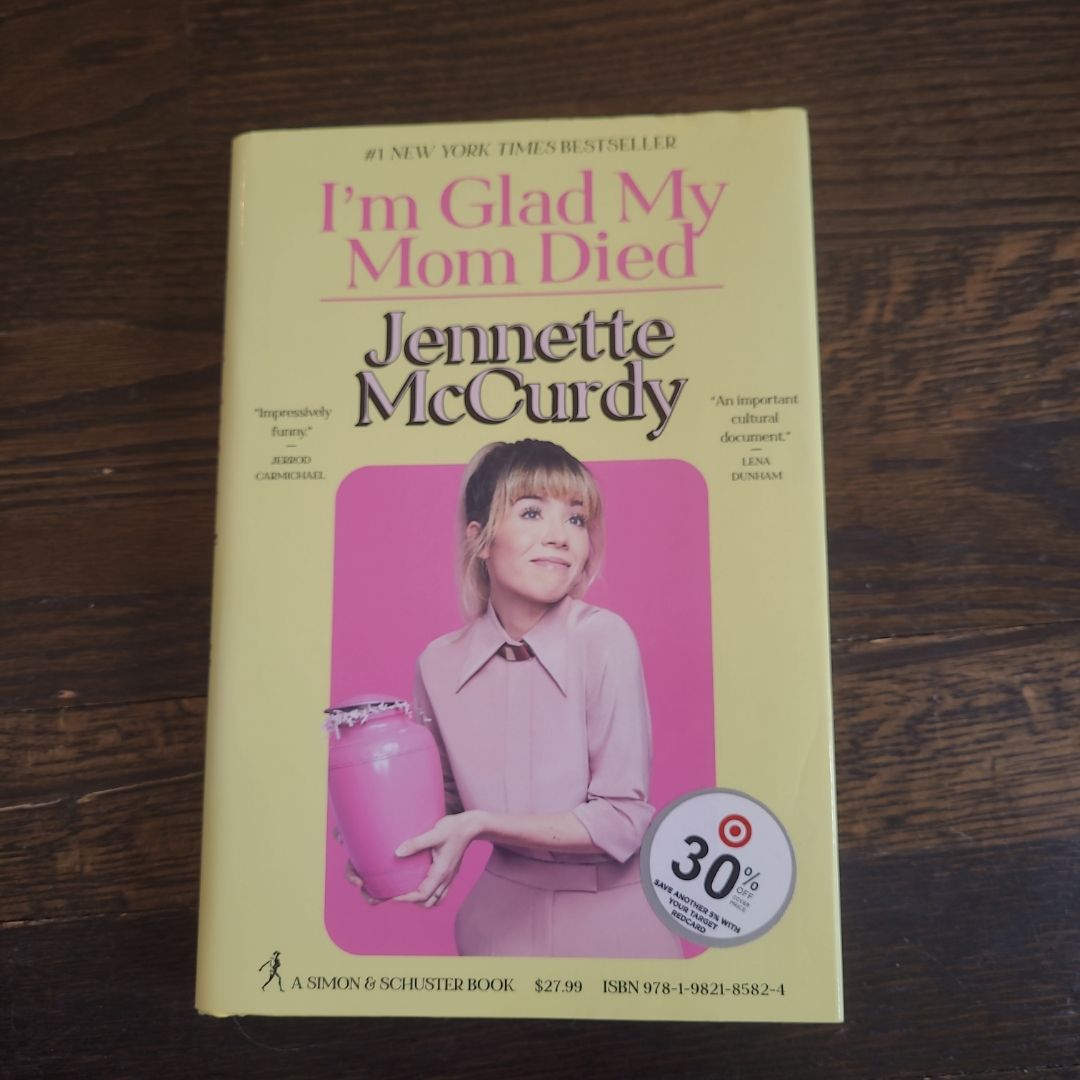 #1 NEW YORK TIMES BESTSELLER
I'm Glad My
Mom Died
Jennette
McCurdy
"Impressively
funny."
—
JERROD
CARMICHAEL
"An important
cultural
document."
—
LENA
DUNHAM
30%
OFF
COVER
PRICE
SAVE ANOTHER 5% WITH
YOUR TARGET
REDCARD
A SIMON & SCHUSTER BOOK $27.99 ISBN 978-1-9821-8582-4